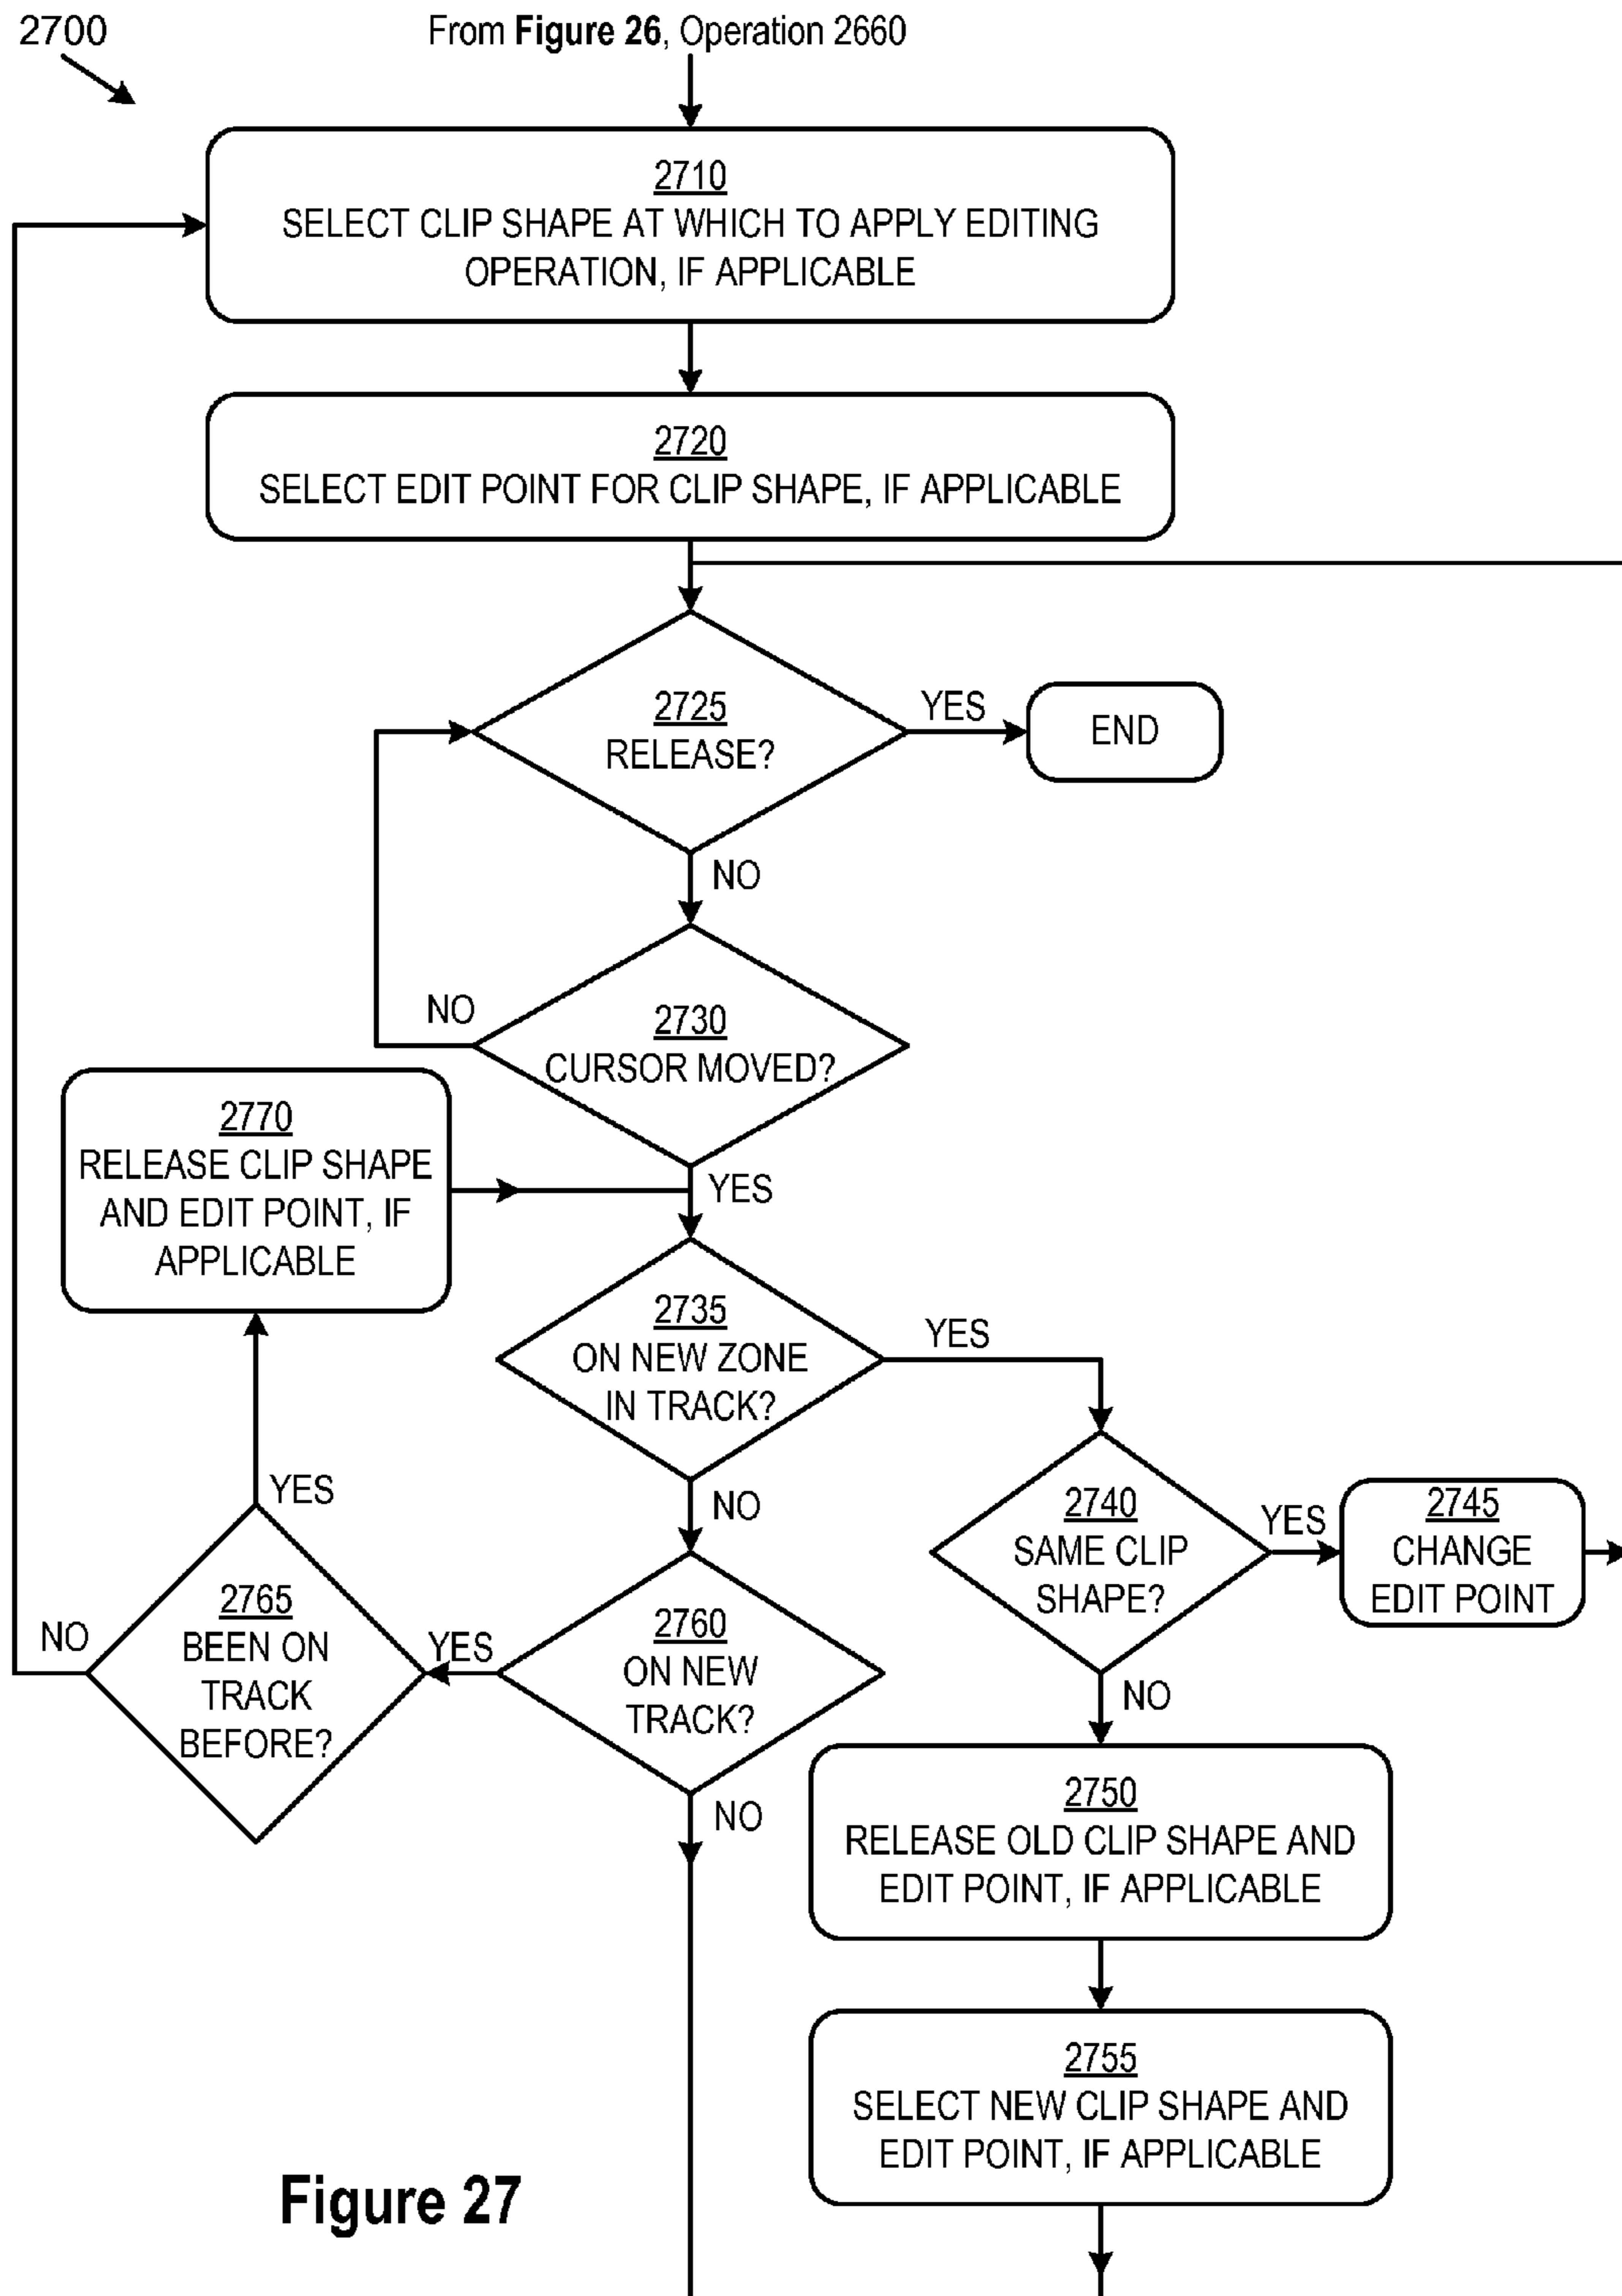 2700
From Figure 26, Operation 2660
2710
SELECT CLIP SHAPE AT WHICH TO APPLY EDITING
OPERATION, IF APPLICABLE
2720
SELECT EDIT POINT FOR CLIP SHAPE, IF APPLICABLE
2725
RELEASE?
YES
END
NO
2730
CURSOR MOVED?
NO
YES
2770
RELEASE CLIP SHAPE
AND EDIT POINT, IF
APPLICABLE
2735
ON NEW ZONE
IN TRACK?
YES
NO
2740
SAME CLIP
SHAPE?
YES
2745
CHANGE
EDIT POINT
NO
2760
ON NEW
TRACK?
YES
NO
2765
BEEN ON
TRACK
BEFORE?
YES
NO
2750
RELEASE OLD CLIP SHAPE AND
EDIT POINT, IF APPLICABLE
2755
SELECT NEW CLIP SHAPE AND
EDIT POINT, IF APPLICABLE
Figure 27